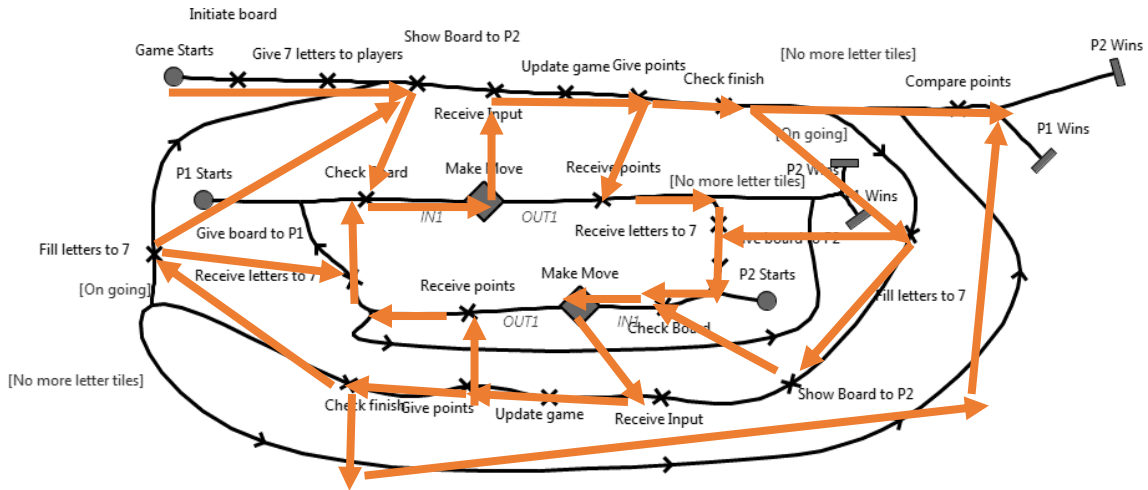 Initiate board
Show Board to P2
[No more letter tiles]
P2 Wins
Game Starts
Give 7 letters to players
Update game
Give points
Check finish
Compare points
Receive Input
[On going]
P1 Wins
P1 Starts
Check Board
Make Move
Receive points
P2 Wins
[No more letter tiles]
1 Wins
IN1
OUT1
Give board to P1
Receive letters to 7
ve board to P2
Fill letters to 7
Receive letters to 7
Make Move
P2 Starts
[On going]
Receive points
Fill letters to 7
OUT1
IN1
Check Board
[No more letter tiles]
Check finish
Give points
Update game
Receive Input
Show Board to P2